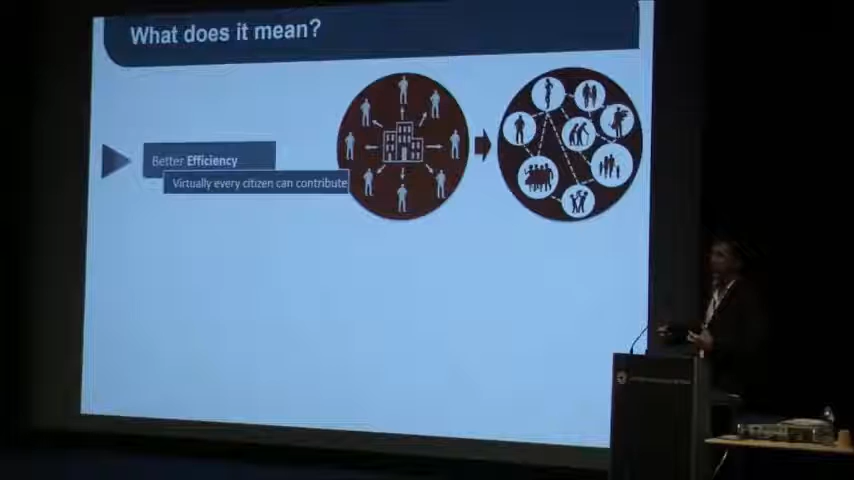 What does it mean?
Better Efficiency
Virtually every citizen can contribute